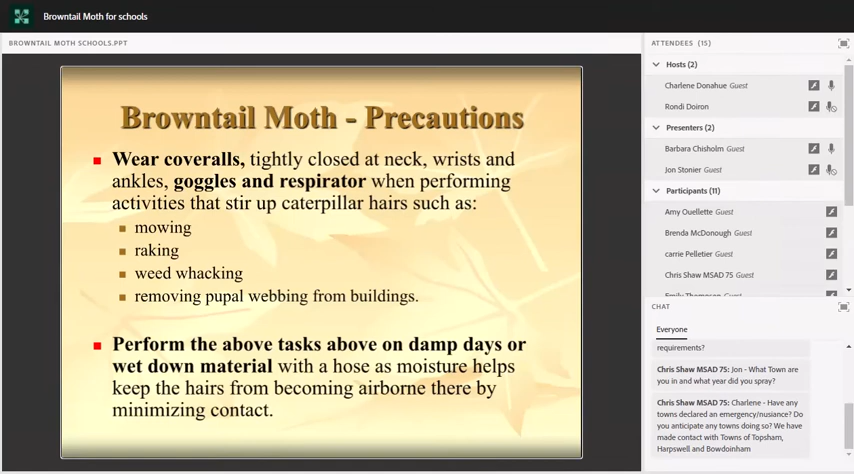 Browntail Moth for schools
BROWNTAIL MOTH SCHOOLS.PPT
Browntail Moth - Precautions
Wear coveralls, tightly closed at neck, wrists and
ankles, goggles and respirator when performing
activities that stir up caterpillar hairs such as:
mowing
raking
weed whacking
removing pupal webbing from buildings.
Perform the above tasks above on damp days or
wet down material with a hose as moisture helps
keep the hairs from becoming airborne there by
minimizing contact.
ATTENDEES (15)
Hosts (2)
Charlene Donahue Guest
Rondi Doiron
Presenters (2)
Barbara Chisholm Guest
Jon Stonier Guest
Participants (11)
Amy Ouellette Guest
Brenda McDonough Guest
carrie Pelletier Guest
Chris Shaw MSAD 75 Guest
Emily Thompson Guest
CHAT
Everyone
requirements?
Chris Shaw MSAD 75: Jon - What Town are
you in and what year did you spray?
Chris Shaw MSAD 75: Charlene - Have any
towns declared an emergency/nusiance? Do
you anticipate any towns doing so? We have
made contact with Towns of Topsham,
Harpswell and Bowdoinham